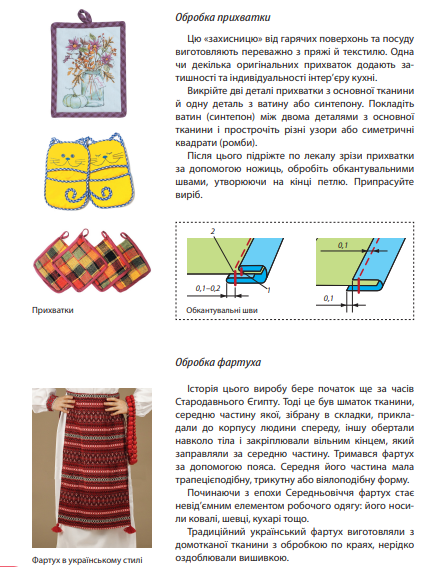 Обробка прихватки
Цю «захисницю» від гарячих поверхонь та посуду
виготовляють переважно з пряжі й текстилю. Одна
чи декілька оригінальних прихваток додають за-
тишності та індивідуальності інтер'єру кухні.
Викрійте дві деталі прихватки з основної тканини
й одну деталь з ватину або синтепону. Покладіть
ватин (синтепон) між двома деталями з основної
тканини і прострочіть різні узори або симетричні
квадрати (ромби).
Після цього підріжте по лекалу зрізи прихватки
за допомогою ножиць, обробіть обкантувальними
швами, утворюючи на кінці петлю. Припрасуйте
виріб.
Прихватки
2
1
0,1–0,2
0,1
0,1
Обкантувальні шви
Обробка фартуха
Історія цього виробу бере початок ще за часів
Стародавнього Єгипту. Тоді це був шматок тканини,
середню частину якої, зібрану в складки, прикла-
дали до корпусу людини спереду, іншу обертали
навколо тіла і закріплювали вільним кінцем, який
заправляли за середню частину. Тримався фартух
за допомогою пояса. Середня його частина мала
трапецієподібну, трикутну або віялоподібну форму.
Починаючи з епохи Середньовіччя фартух стає
невід'ємним елементом робочого одягу: його носи-
ли ковалі, шевці, кухарі тощо.
Традиційний український фартух виготовляли з
домотканої тканини з обробкою по краях, нерідко
оздоблювали вишивкою.
Фартух в українському стилі